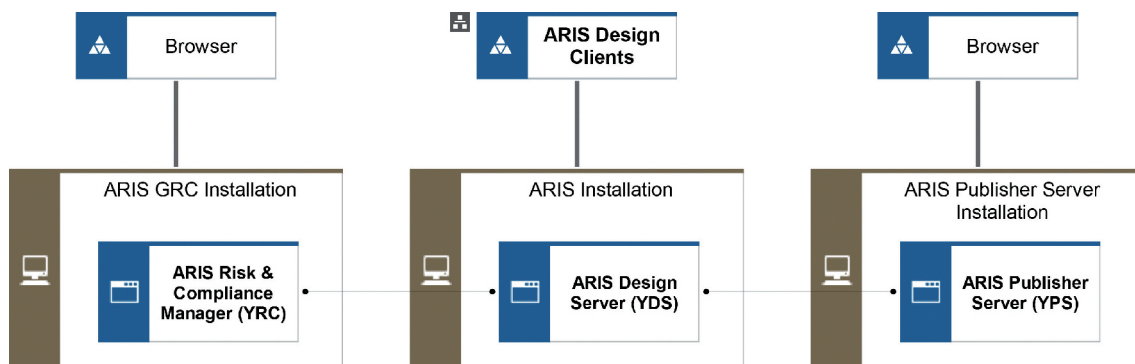 Browser
ARIS Design
Clients
Browser
ARIS GRC Installation
ARIS Installation
ARIS Publisher Server
Installation
ARIS Risk &
Compliance
Manager (YRC)
ARIS Design
Server (YDS)
ARIS Publisher
Server (YPS)